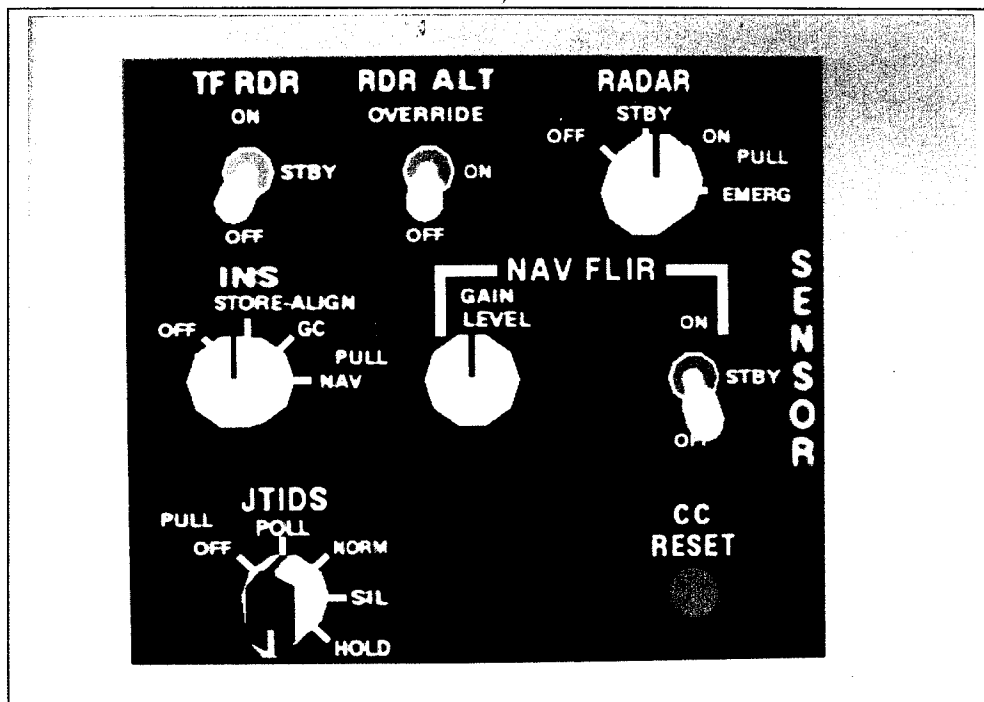 TF RDR
ON
STBY
OFF
RDR ALT
OVERRIDE
ON
OFF
RADAR
STBY
OFF
ON
PULL
EMERG
INS
STORE-ALIGN
OFF
GC
PULL
NAV
NAV FLIR
GAIN
LEVEL
ON
STBY
OFF
SENSOR
JTIDS
PULL
POLL
OFF
NORM
SIL
HOLD
CC
RESET